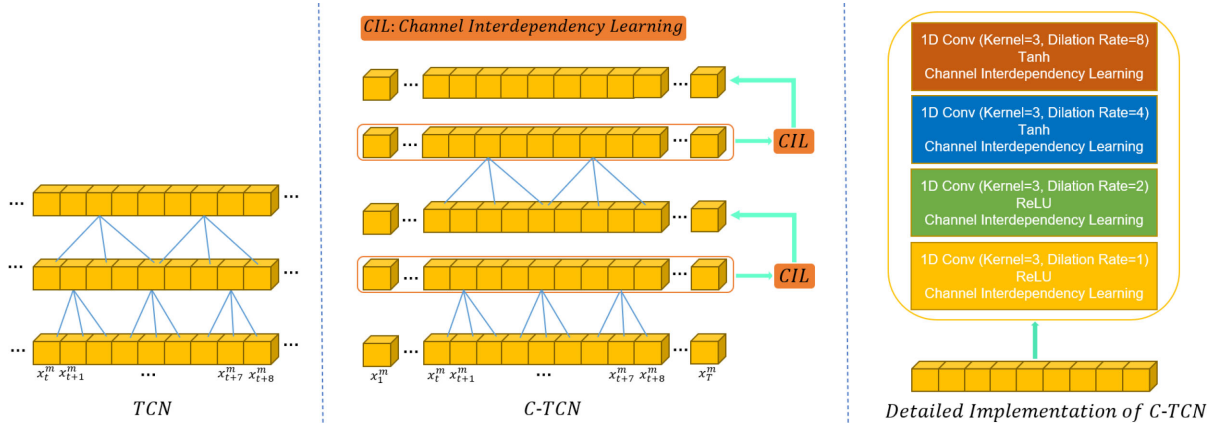 ...
...
...
...
...
...
x_t^m x_{t+1}^m ... x_{t+7}^m x_{t+8}^m
TCN
CIL: Channel Interdependency Learning
... ...
... ...
CIL
... ...
... ...
CIL
... ...
x_1^m x_t^m x_{t+1}^m ... x_{t+7}^m x_{t+8}^m x_T^m
C-TCN
1D Conv (Kernel=3, Dilation Rate=8)
Tanh
Channel Interdependency Learning
1D Conv (Kernel=3, Dilation Rate=4)
Tanh
Channel Interdependency Learning
1D Conv (Kernel=3, Dilation Rate=2)
ReLU
Channel Interdependency Learning
1D Conv (Kernel=3, Dilation Rate=1)
ReLU
Channel Interdependency Learning
Detailed Implementation of C-TCN